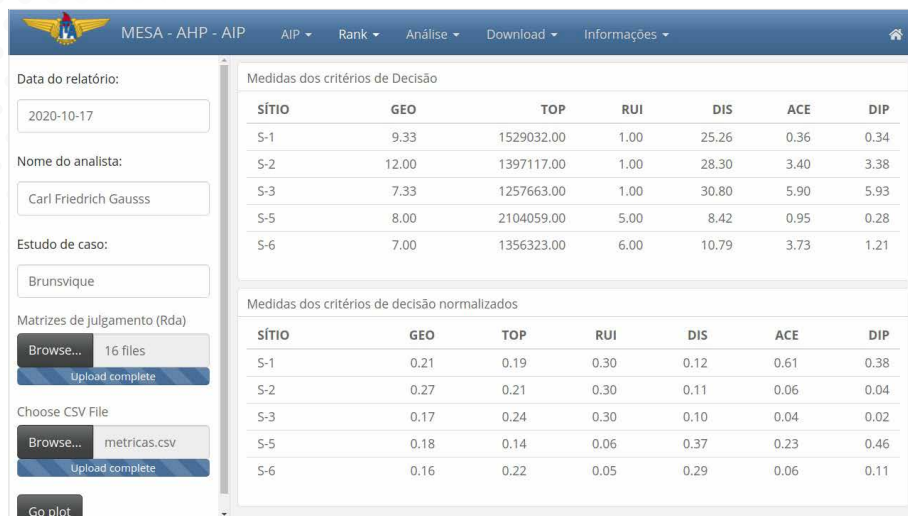 MESA - AHP - AIP AIP Rank Análise Download Informações
Data do relatório:
2020-10-17
Nome do analista:
Carl Friedrich Gausss
Estudo de caso:
Brunsvique
Matrizes de julgamento (Rda)
Browse... 16 files
Upload complete
Choose CSV File
Browse... metricas.csv
Upload complete
Go plot
Medidas dos critérios de Decisão
SÍTIO GEO TOP RUI DIS ACE DIP
S-1 9.33 1529032.00 1.00 25.26 0.36 0.34
S-2 12.00 1397117.00 1.00 28.30 3.40 3.38
S-3 7.33 1257663.00 1.00 30.80 5.90 5.93
S-5 8.00 2104059.00 5.00 8.42 0.95 0.28
S-6 7.00 1356323.00 6.00 10.79 3.73 1.21
Medidas dos critérios de decisão normalizados
SÍTIO GEO TOP RUI DIS ACE DIP
S-1 0.21 0.19 0.30 0.12 0.61 0.38
S-2 0.27 0.21 0.30 0.11 0.06 0.04
S-3 0.17 0.24 0.30 0.10 0.04 0.02
S-5 0.18 0.14 0.06 0.37 0.23 0.46
S-6 0.16 0.22 0.05 0.29 0.06 0.11